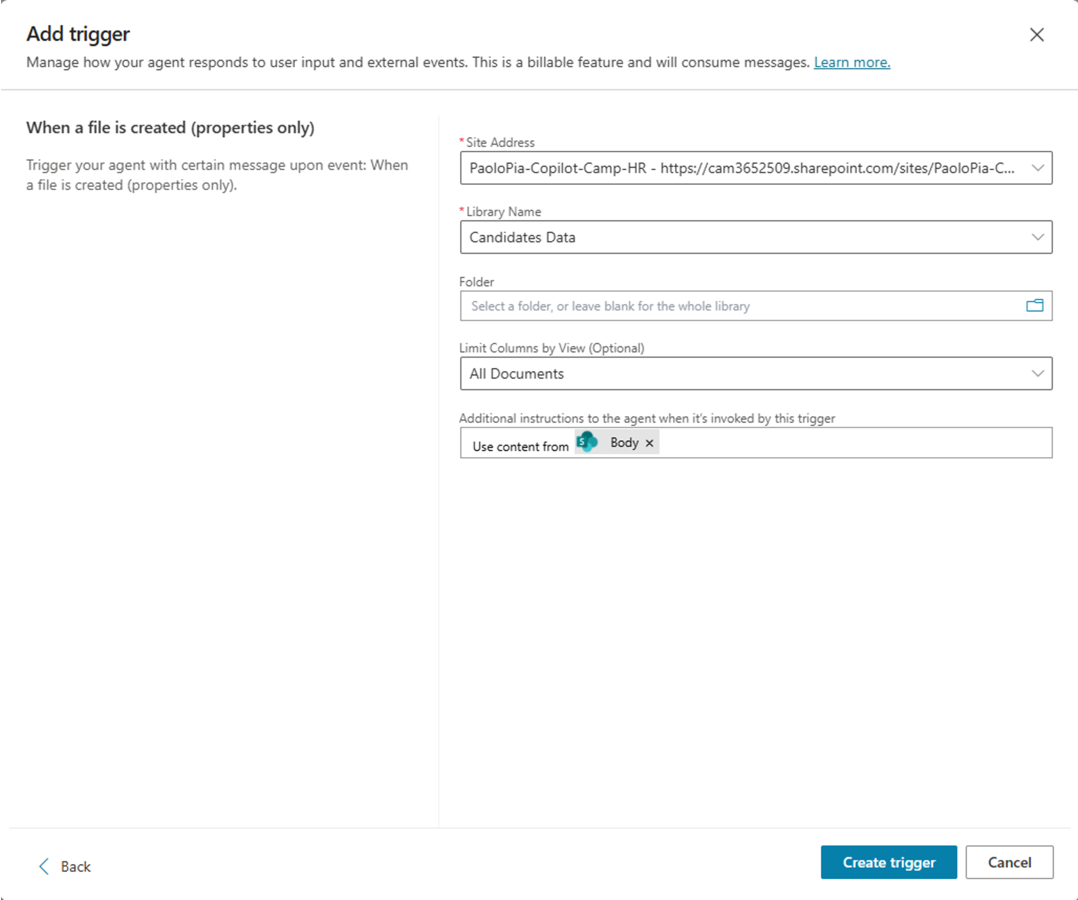 Add trigger
Manage how your agent responds to user input and external events. This is a billable feature and will consume messages. Learn more.
When a file is created (properties only)
Trigger your agent with certain message upon event: When
a file is created (properties only).
* Site Address
PaoloPia-Copilot-Camp-HR - https://cam3652509.sharepoint.com/sites/PaoloPia-C...
* Library Name
Candidates Data
Folder
Select a folder, or leave blank for the whole library
Limit Columns by View (Optional)
All Documents
Additional instructions to the agent when it's invoked by this trigger
Use content from S Body ×
Back
Create trigger
Cancel